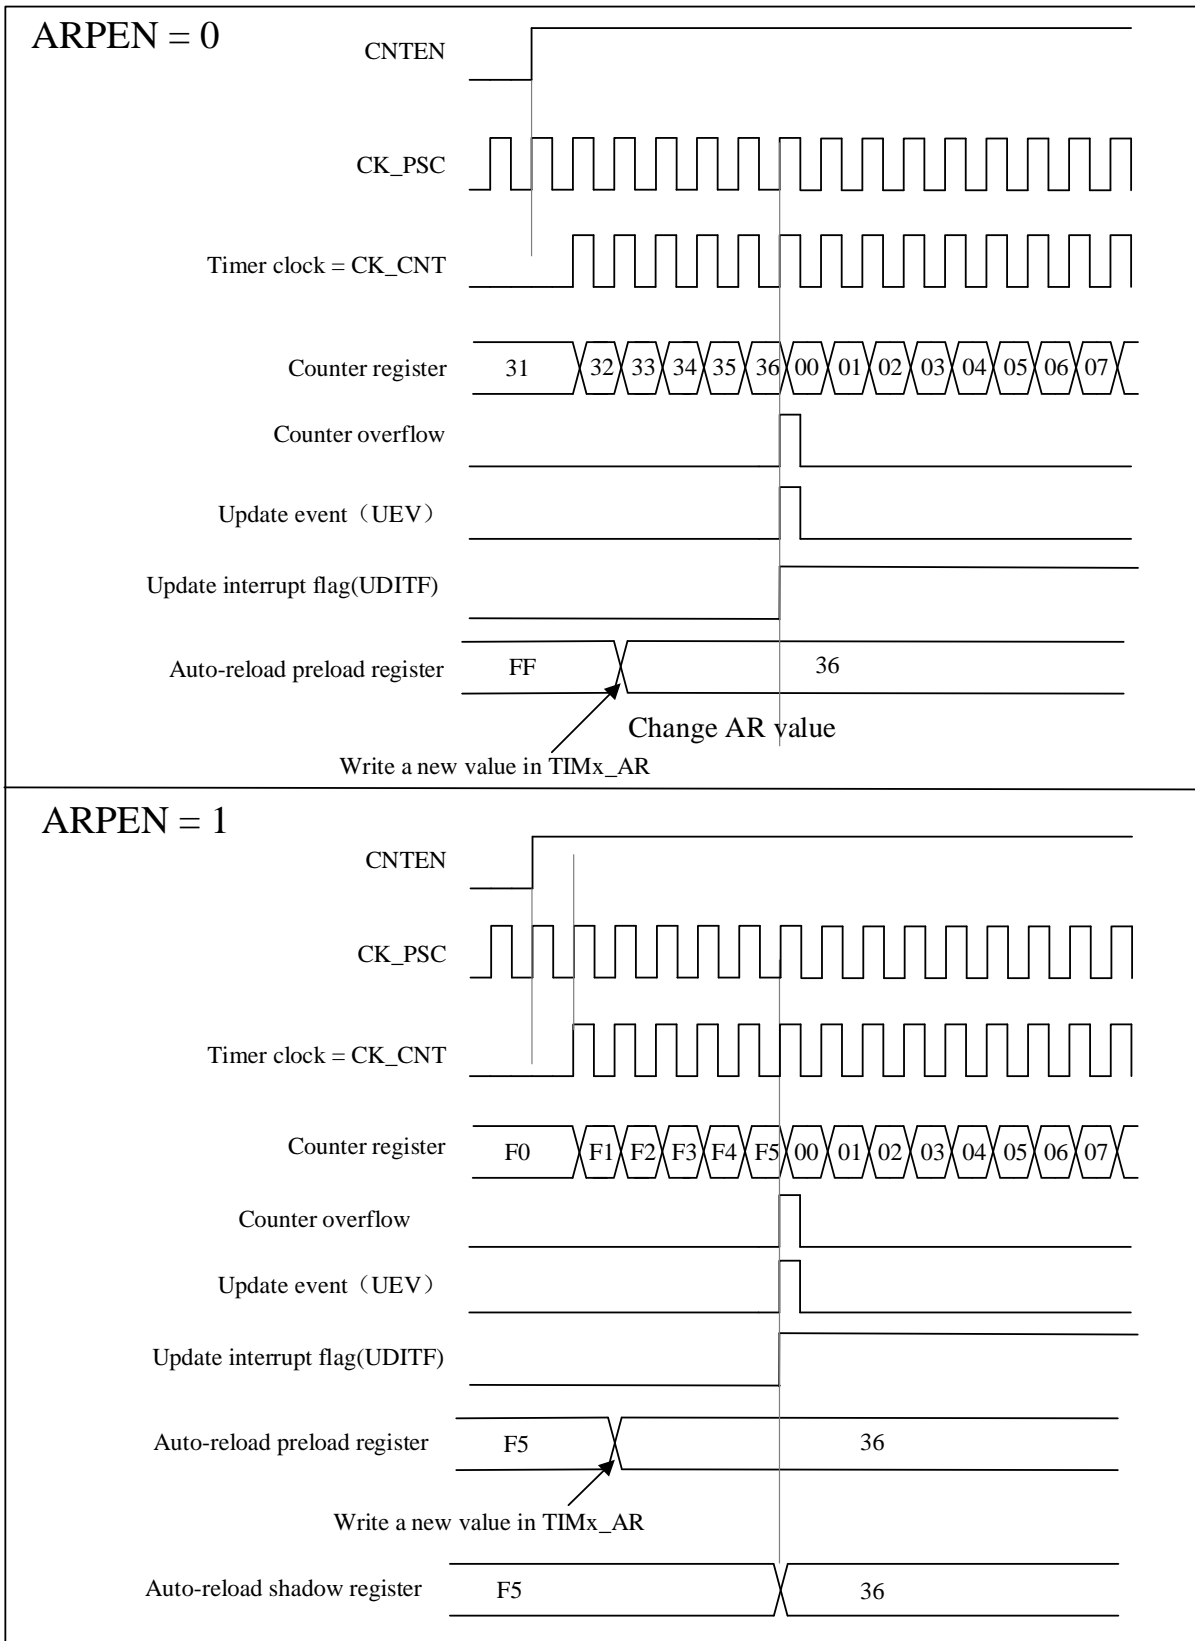 ARPEN = 0
CNTEN
CK_PSC
Timer clock = CK_CNT
Counter register 31 32 33 34 35 36 00 01 02 03 04 05 06 07
Counter overflow
Update event（UEV）
Update interrupt flag(UDITF)
Auto-reload preload register FF 36
Change AR value
Write a new value in TIMx_AR
ARPEN = 1
CNTEN
CK_PSC
Timer clock = CK_CNT
Counter register F0 F1 F2 F3 F4 F5 00 01 02 03 04 05 06 07
Counter overflow
Update event（UEV）
Update interrupt flag(UDITF)
Auto-reload preload register F5 36
Write a new value in TIMx_AR
Auto-reload shadow register F5 36